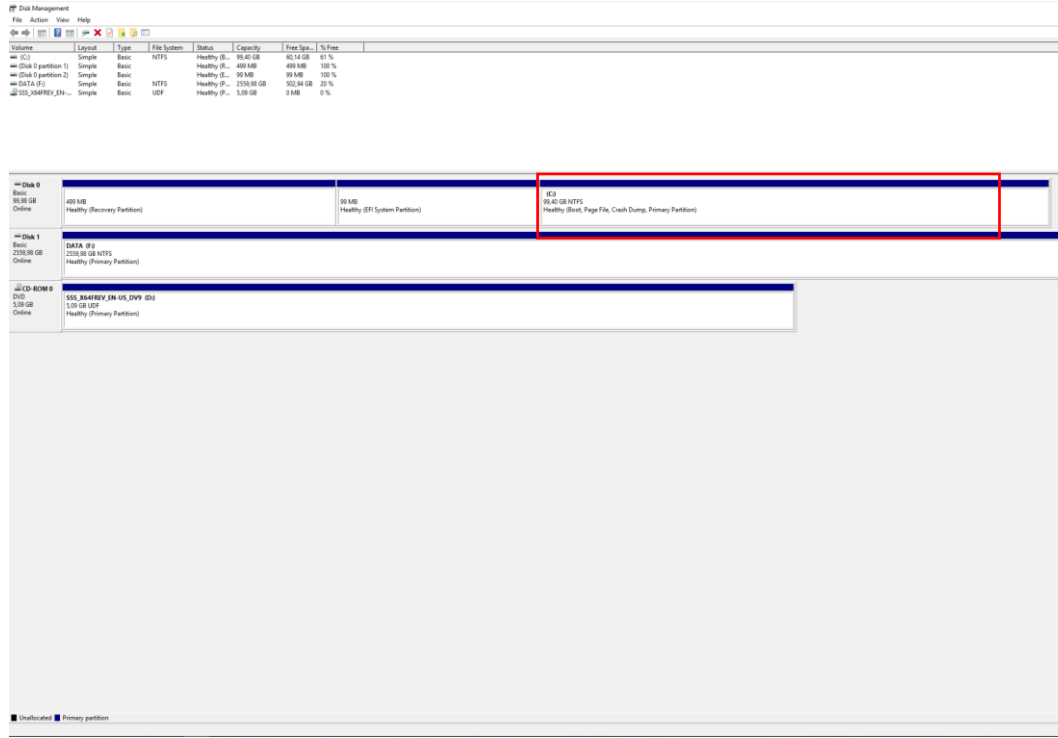 Disk Management
File Action View Help
Volume Layout Type File System Status Capacity Free Spa... % Free
(C:) Simple Basic NTFS Healthy (B... 99,40 GB 60,14 GB 61 %
(Disk 0 partition 1) Simple Basic Healthy (R... 499 MB 499 MB 100 %
(Disk 0 partition 2) Simple Basic Healthy (E... 99 MB 99 MB 100 %
DATA (F:) Simple Basic NTFS Healthy (P... 2559,98 GB 502,94 GB 20 %
SSS_X64FREV_EN-... Simple Basic UDF Healthy (P... 5,09 GB 0 MB 0 %
Disk 0
Basic
99,98 GB
Online
499 MB
Healthy (Recovery Partition)
99 MB
Healthy (EFI System Partition)
(C:)
99,40 GB NTFS
Healthy (Boot, Page File, Crash Dump, Primary Partition)
Disk 1
Basic
2559,98 GB
Online
DATA (F:)
2559,98 GB NTFS
Healthy (Primary Partition)
CD-ROM 0
DVD
5,09 GB
Online
SSS_X64FREV_EN-US_DV9 (D:)
5,09 GB UDF
Healthy (Primary Partition)
Unallocated Primary partition